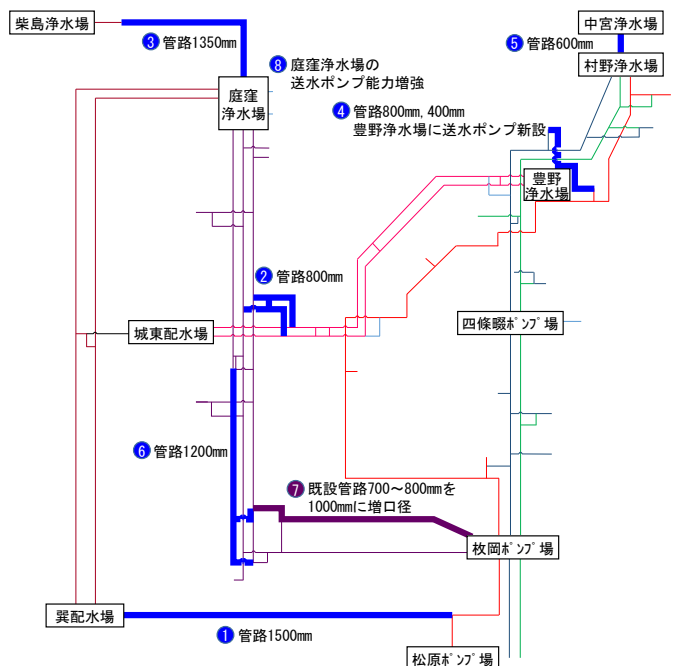 柴島浄水場
③ 管路1350mm
⑧ 庭窪浄水場の
送水ポンプ能力増強
中宮浄水場
⑤ 管路600mm
村野浄水場
庭窪
浄水場
④ 管路800mm, 400mm
豊野浄水場に送水ポンプ新設
豊野
浄水場
② 管路800mm
城東配水場
四條畷ポンプ場
⑥ 管路1200mm
⑦ 既設管路700～800mmを
1000mmに増口径
枚岡ポンプ場
巽配水場
① 管路1500mm
松原ポンプ場